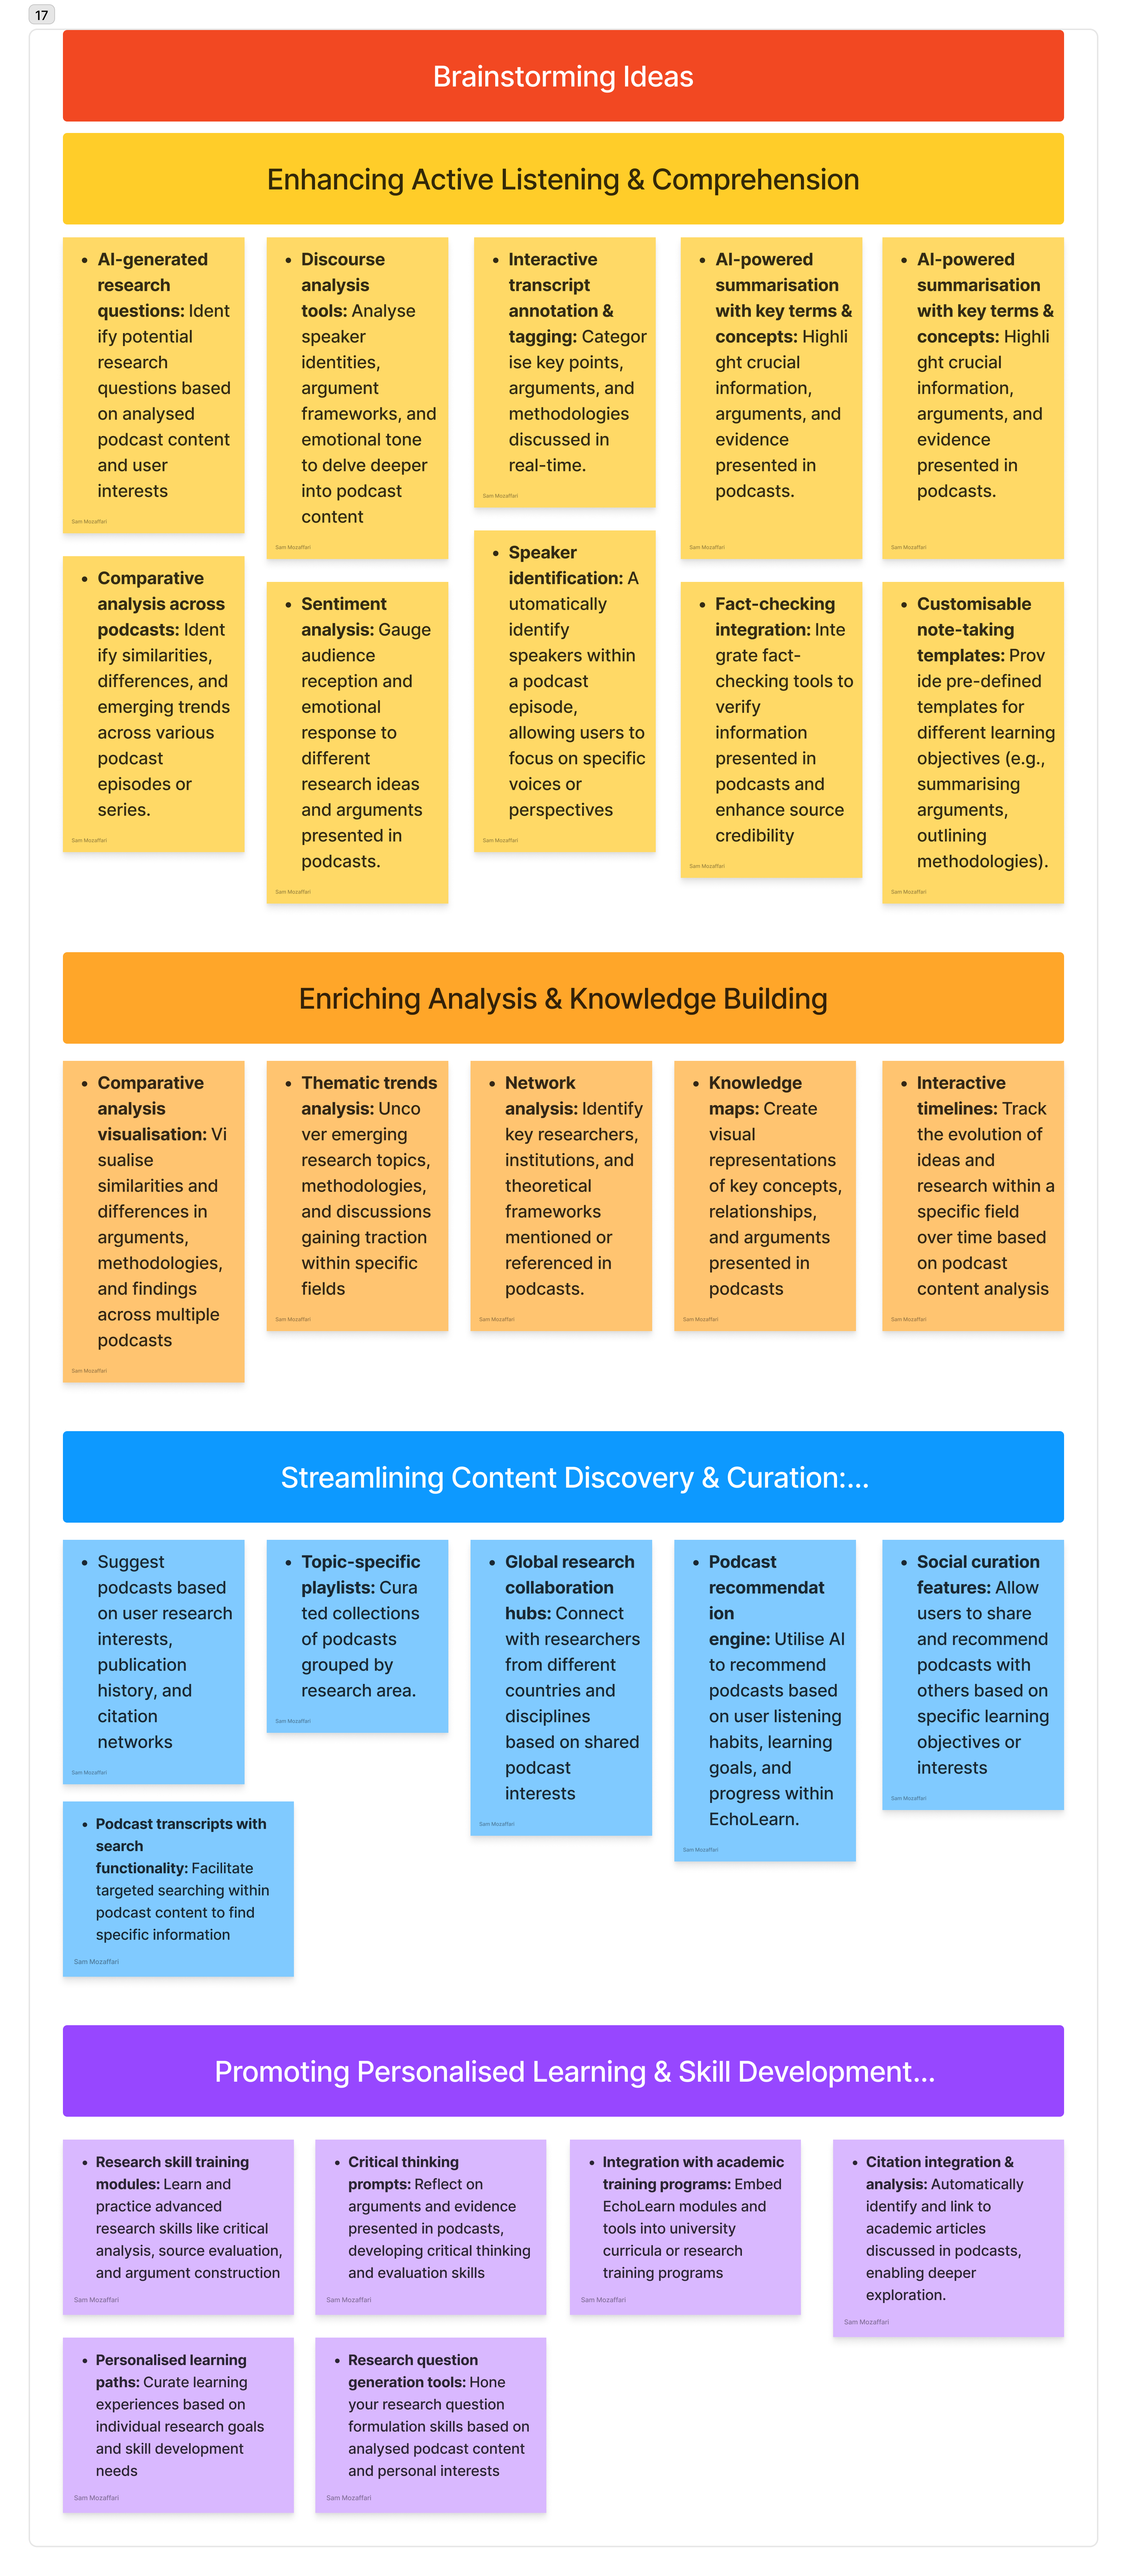 17
Brainstorming Ideas
Enhancing Active Listening & Comprehension
• AI-generated
research
questions: Ident
ify potential
research
questions based
on analysed
podcast content
and user
interests
Sam Mozaffari
• Discourse
analysis
tools: Analyse
speaker
identities,
argument
frameworks, and
emotional tone
to delve deeper
into podcast
content
Sam Mozaffari
• Interactive
transcript
annotation &
tagging: Categor
ise key points,
arguments, and
methodologies
discussed in
real-time.
Sam Mozaffari
• AI-powered
summarisation
with key terms &
concepts: Highli
ght crucial
information,
arguments, and
evidence
presented in
podcasts.
Sam Mozaffari
• AI-powered
summarisation
with key terms &
concepts: Highli
ght crucial
information,
arguments, and
evidence
presented in
podcasts.
Sam Mozaffari
• Comparative
analysis across
podcasts: Ident
ify similarities,
differences, and
emerging trends
across various
podcast
episodes or
series.
Sam Mozaffari
• Sentiment
analysis: Gauge
audience
reception and
emotional
response to
different
research ideas
and arguments
presented in
podcasts.
Sam Mozaffari
• Speaker
identification: A
utomatically
identify
speakers within
a podcast
episode,
allowing users to
focus on specific
voices or
perspectives
Sam Mozaffari
• Fact-checking
integration: Inte
grate fact-
checking tools to
verify
information
presented in
podcasts and
enhance source
credibility
Sam Mozaffari
• Customisable
note-taking
templates: Prov
ide pre-defined
templates for
different learning
objectives (e.g.,
summarising
arguments,
outlining
methodologies).
Sam Mozaffari
Enriching Analysis & Knowledge Building
• Comparative
analysis
visualisation: Vi
sualise
similarities and
differences in
arguments,
methodologies,
and findings
across multiple
podcasts
Sam Mozaffari
• Thematic trends
analysis: Unco
ver emerging
research topics,
methodologies,
and discussions
gaining traction
within specific
fields
Sam Mozaffari
• Network
analysis: Identify
key researchers,
institutions, and
theoretical
frameworks
mentioned or
referenced in
podcasts.
Sam Mozaffari
• Knowledge
maps: Create
visual
representations
of key concepts,
relationships,
and arguments
presented in
podcasts
Sam Mozaffari
• Interactive
timelines: Track
the evolution of
ideas and
research within a
specific field
over time based
on podcast
content analysis
Sam Mozaffari
Streamlining Content Discovery & Curation:...
• Suggest
podcasts based
on user research
interests,
publication
history, and
citation
networks
Sam Mozaffari
• Topic-specific
playlists: Cura
ted collections
of podcasts
grouped by
research area.
Sam Mozaffari
• Global research
collaboration
hubs: Connect
with researchers
from different
countries and
disciplines
based on shared
podcast
interests
Sam Mozaffari
• Podcast
recommendat
ion
engine: Utilise AI
to recommend
podcasts based
on user listening
habits, learning
goals, and
progress within
EchoLearn.
Sam Mozaffari
• Social curation
features: Allow
users to share
and recommend
podcasts with
others based on
specific learning
objectives or
interests
Sam Mozaffari
• Podcast transcripts with
search
functionality: Facilitate
targeted searching within
podcast content to find
specific information
Sam Mozaffari
Promoting Personalised Learning & Skill Development...
• Research skill training
modules: Learn and
practice advanced
research skills like critical
analysis, source evaluation,
and argument construction
Sam Mozaffari
• Critical thinking
prompts: Reflect on
arguments and evidence
presented in podcasts,
developing critical thinking
and evaluation skills
Sam Mozaffari
• Integration with academic
training programs: Embed
EchoLearn modules and
tools into university
curricula or research
training programs
Sam Mozaffari
• Citation integration &
analysis: Automatically
identify and link to
academic articles
discussed in podcasts,
enabling deeper
exploration.
Sam Mozaffari
• Personalised learning
paths: Curate learning
experiences based on
individual research goals
and skill development
needs
Sam Mozaffari
• Research question
generation tools: Hone
your research question
formulation skills based on
analysed podcast content
and personal interests
Sam Mozaffari